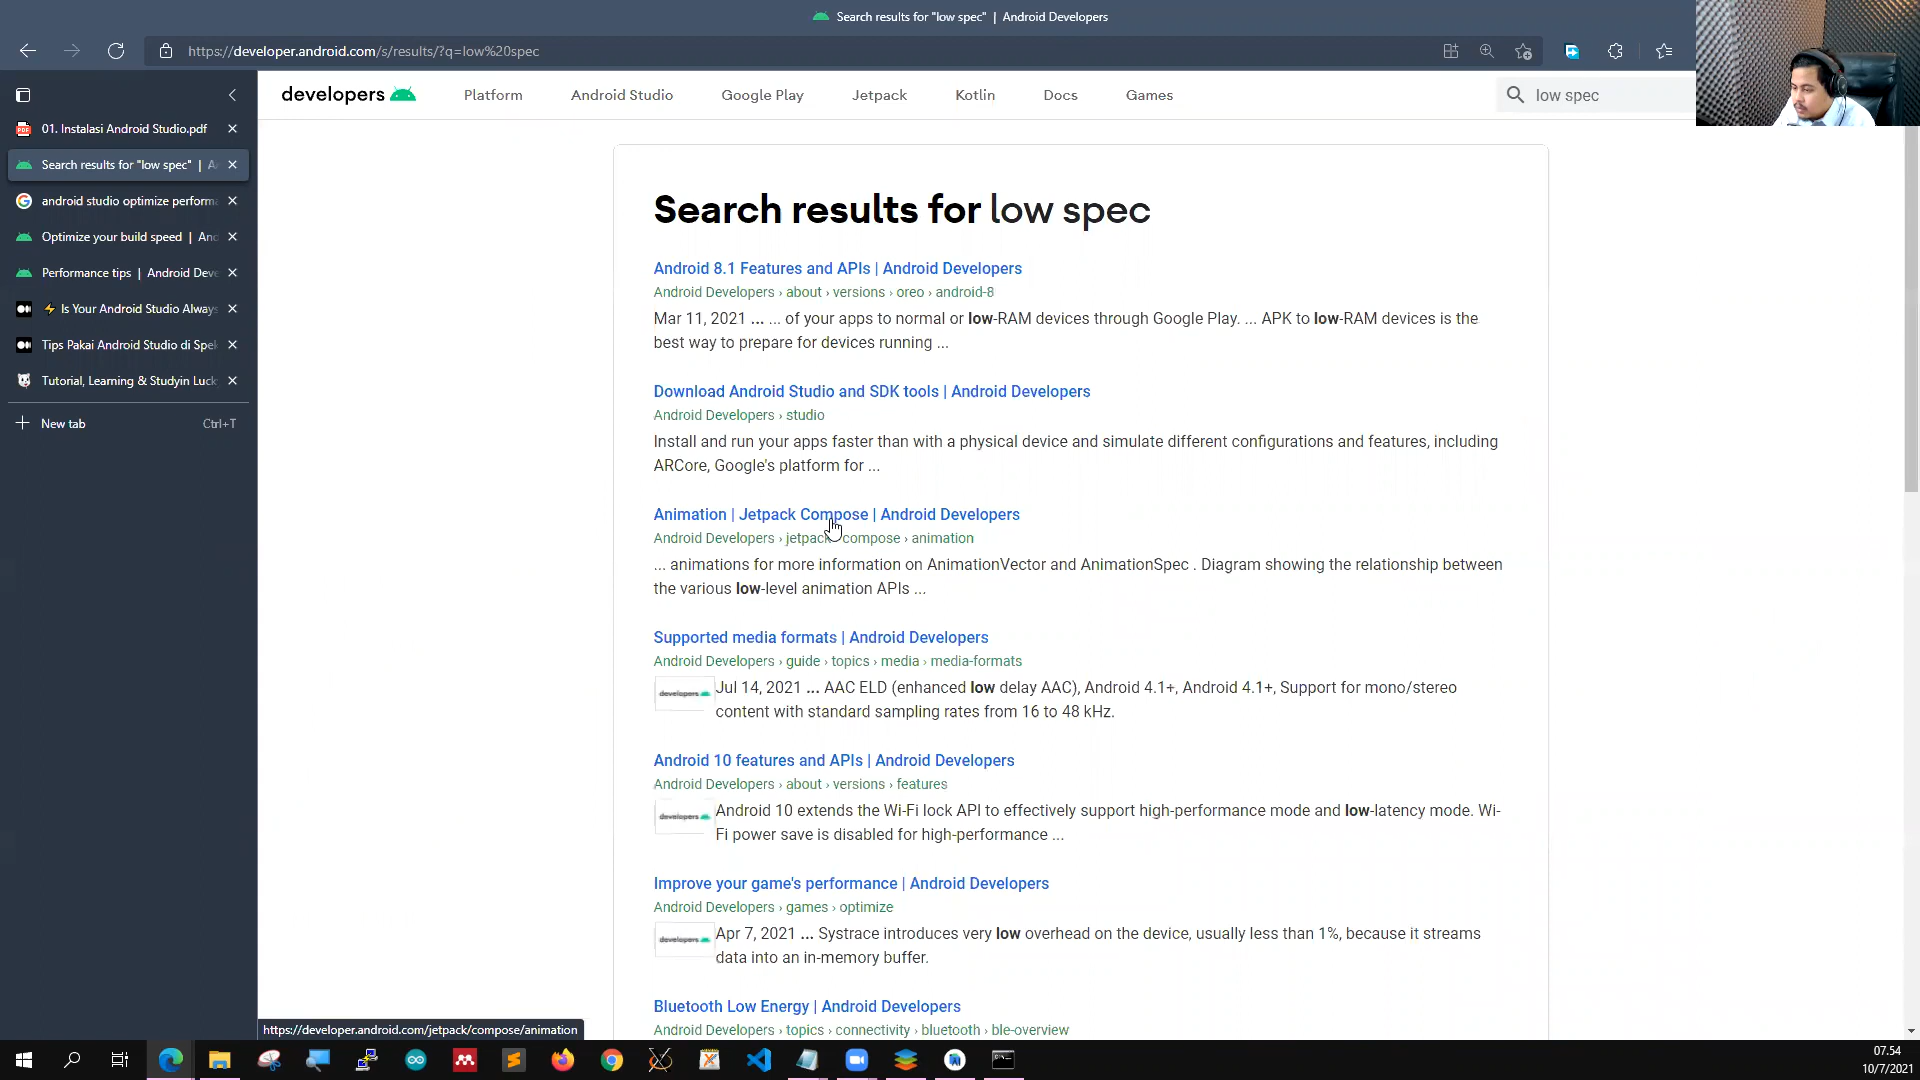 Search results for "low spec" | Android Developers
https://developer.android.com/s/results/?q=low%20spec
01. Instalasi Android Studio.pdf
Search results for "low spec" | A
android studio optimize performa
Optimize your build speed | And
Performance tips | Android Deve
⚡ Is Your Android Studio Always
Tips Pakai Android Studio di Spek
Tutorial, Learning & Studyin Luck
New tab Ctrl+T
developers Platform Android Studio Google Play Jetpack Kotlin Docs Games low spec
Search results for low spec
Android 8.1 Features and APIs | Android Developers
Android Developers › about › versions › oreo › android-8
Mar 11, 2021 ... ... of your apps to normal or low-RAM devices through Google Play. ... APK to low-RAM devices is the
best way to prepare for devices running ...
Download Android Studio and SDK tools | Android Developers
Android Developers › studio
Install and run your apps faster than with a physical device and simulate different configurations and features, including
ARCore, Google's platform for ...
Animation | Jetpack Compose | Android Developers
Android Developers › jetpack › compose › animation
... animations for more information on AnimationVector and AnimationSpec . Diagram showing the relationship between
the various low-level animation APIs ...
Supported media formats | Android Developers
Android Developers › guide › topics › media › media-formats
developers
Jul 14, 2021 ... AAC ELD (enhanced low delay AAC), Android 4.1+, Android 4.1+, Support for mono/stereo
content with standard sampling rates from 16 to 48 kHz.
Android 10 features and APIs | Android Developers
Android Developers › about › versions › features
developers
Android 10 extends the Wi-Fi lock API to effectively support high-performance mode and low-latency mode. Wi-
Fi power save is disabled for high-performance ...
Improve your game's performance | Android Developers
Android Developers › games › optimize
developers
Apr 7, 2021 ... Systrace introduces very low overhead on the device, usually less than 1%, because it streams
data into an in-memory buffer.
Bluetooth Low Energy | Android Developers
Android Developers › topics › connectivity › bluetooth › ble-overview
https://developer.android.com/jetpack/compose/animation
07.54
10/7/2021